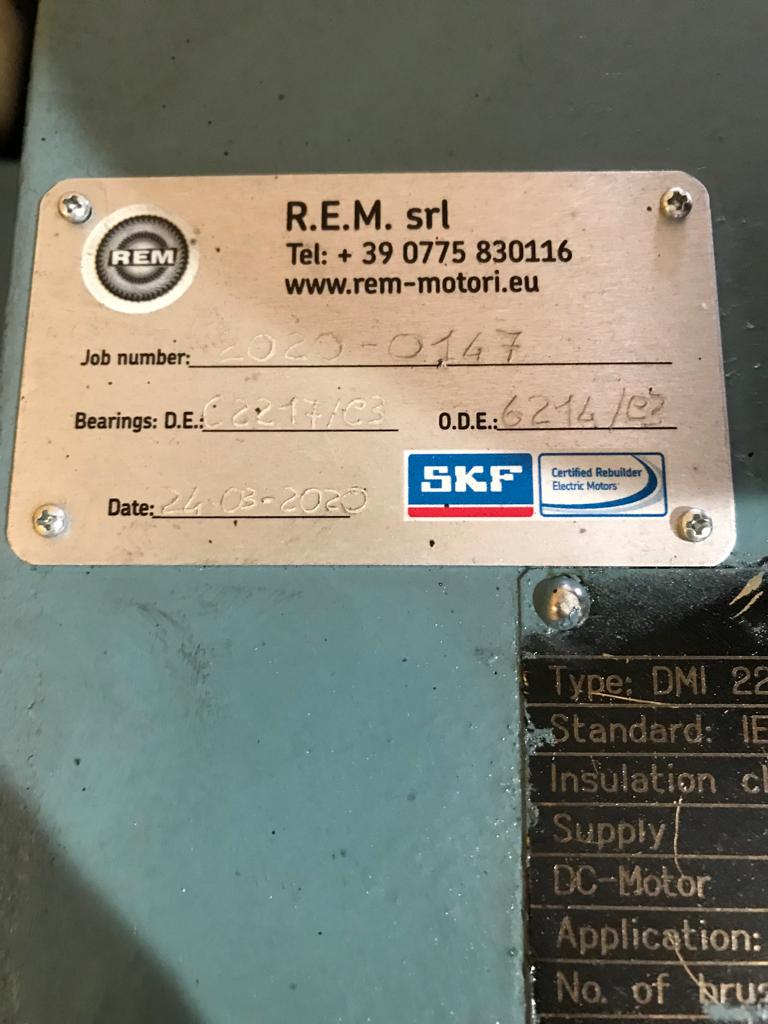 REM
R.E.M. srl
Tel: + 39 0775 830116
www.rem-motori.eu
Job number: 2020-0147
Bearings: D.E.: C2217/C3 O.D.E.: 6214/C3
SKF
Certified Rebuilder
Electric Motors
Date: 24-03-2020
Type: DMI 22
Standard: IE
Insulation cl
Supply
DC-Motor
Application:
No. of brus